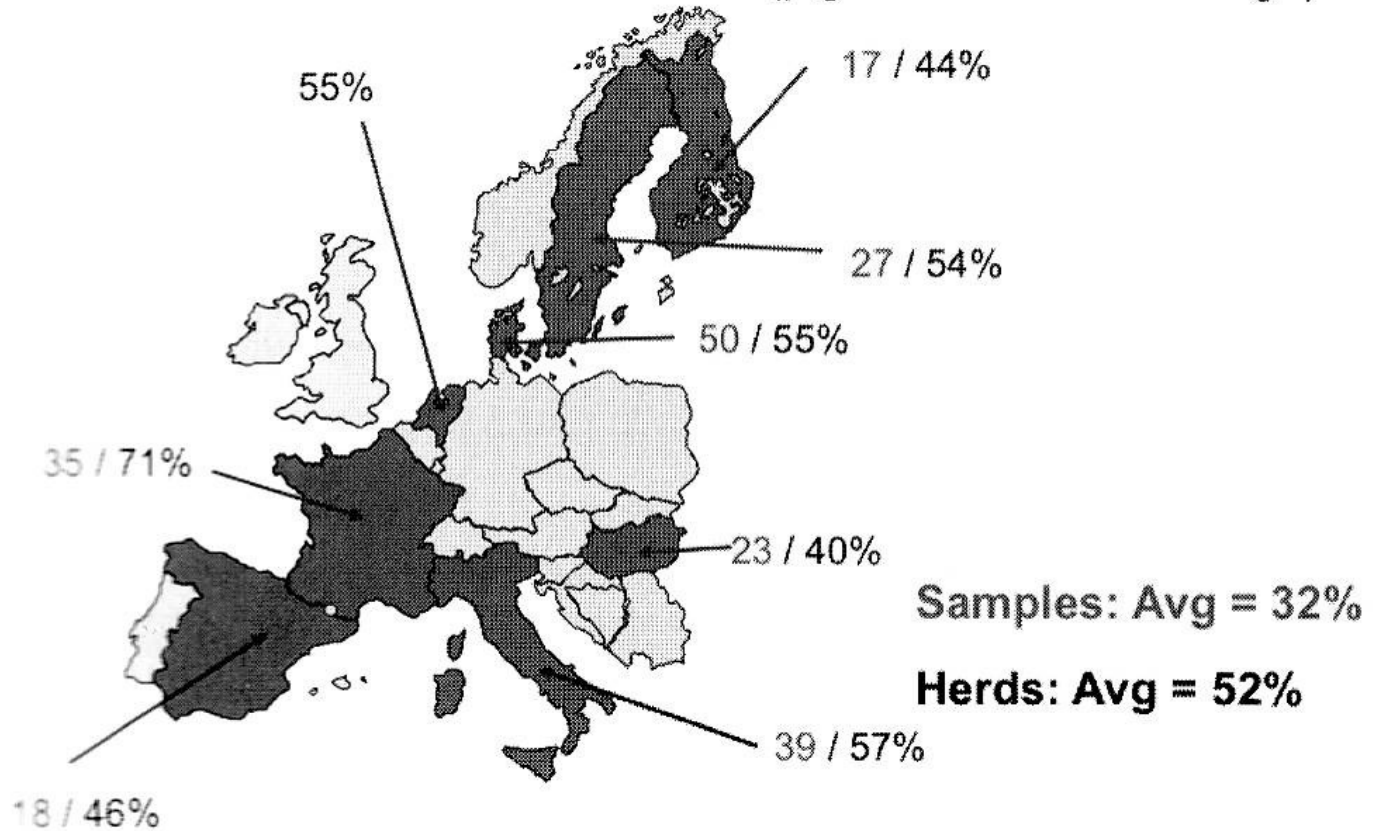 17 / 44%
55%
27 / 54%
50 / 55%
35 / 71%
23 / 40%
Samples: Avg = 32%
Herds: Avg = 52%
39 / 57%
18 / 46%